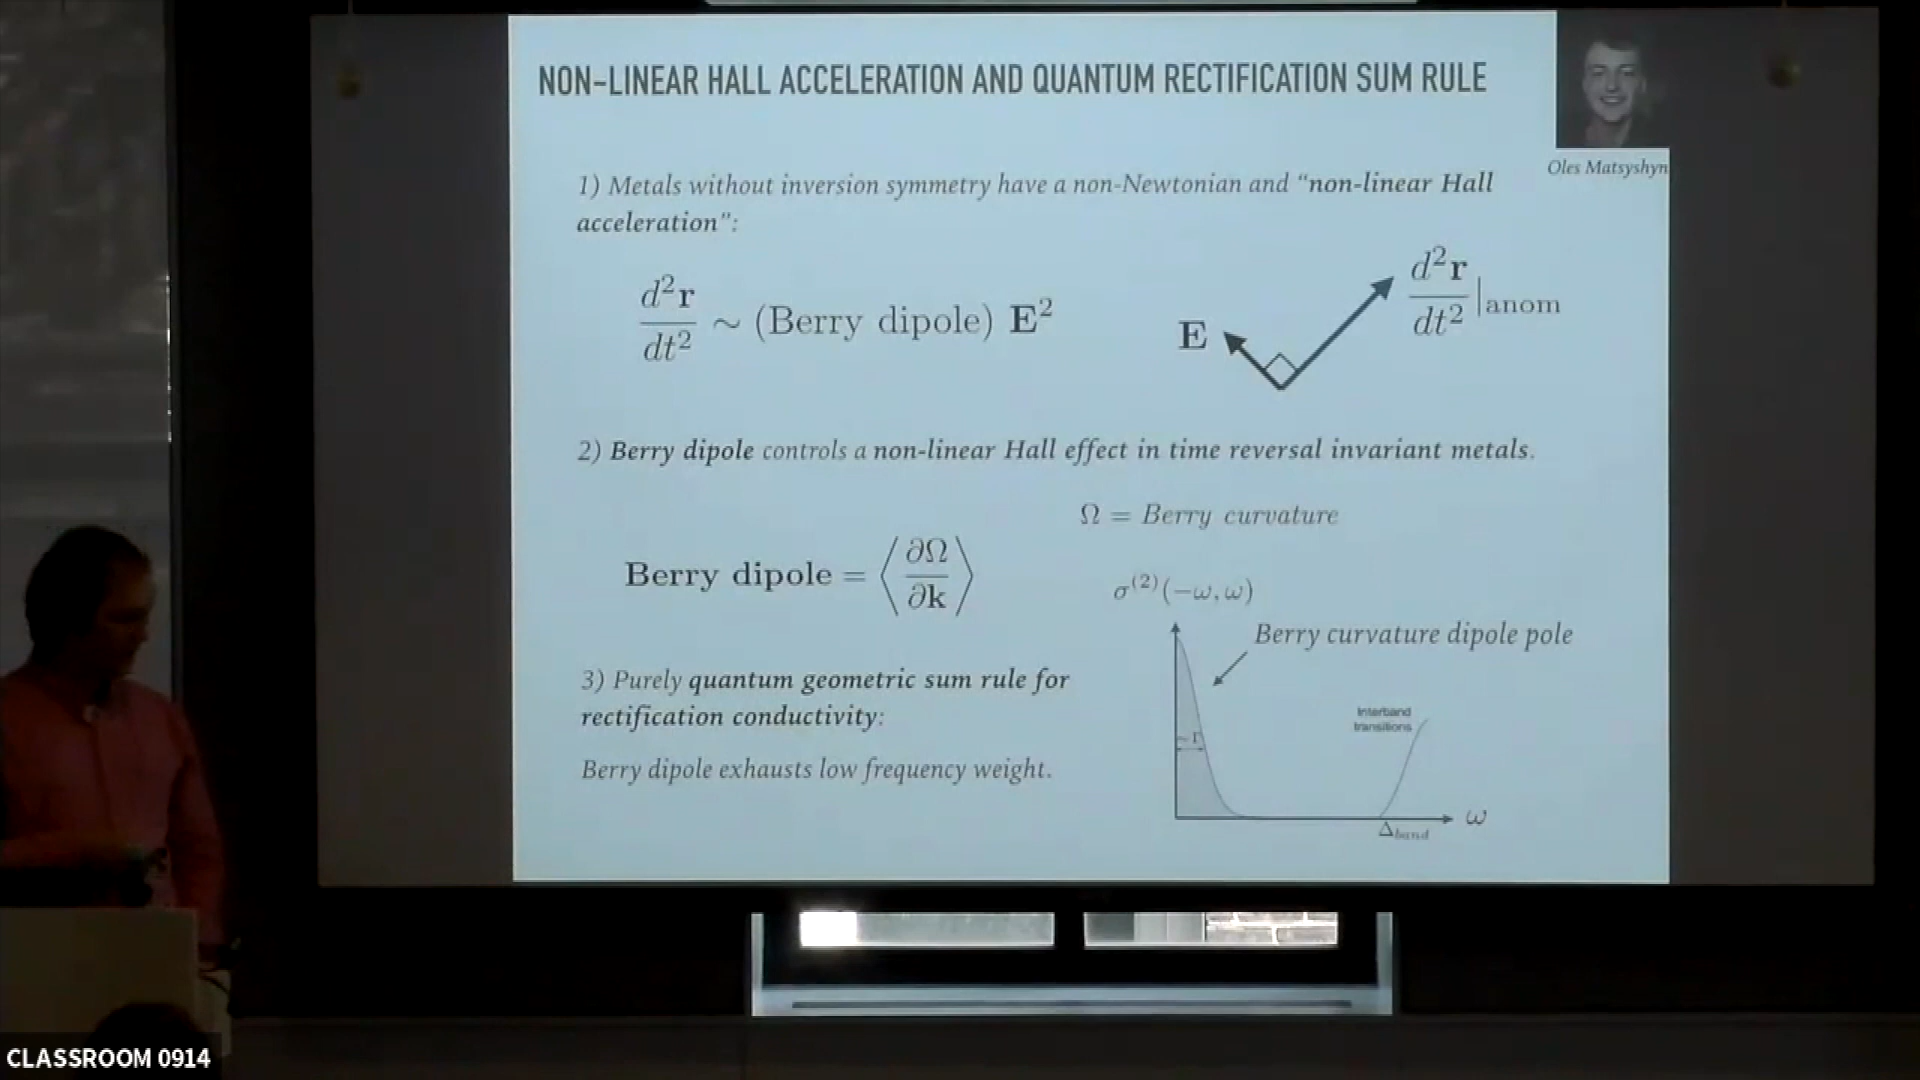 NON-LINEAR HALL ACCELERATION AND QUANTUM RECTIFICATION SUM RULE
Oles Matsyshyn
1) Metals without inversion symmetry have a non-Newtonian and “non-linear Hall
acceleration”:
d²r/dt² ~ (Berry dipole) E²
E
d²r/dt² |anom
2) Berry dipole controls a non-linear Hall effect in time reversal invariant metals.
Ω = Berry curvature
Berry dipole = ⟨∂Ω/∂k⟩
σ⁽²⁾(−ω, ω)
Berry curvature dipole pole
3) Purely quantum geometric sum rule for
rectification conductivity:
Berry dipole exhausts low frequency weight.
Interband
transitions
~Γ
ω
Δband
CLASSROOM 0914